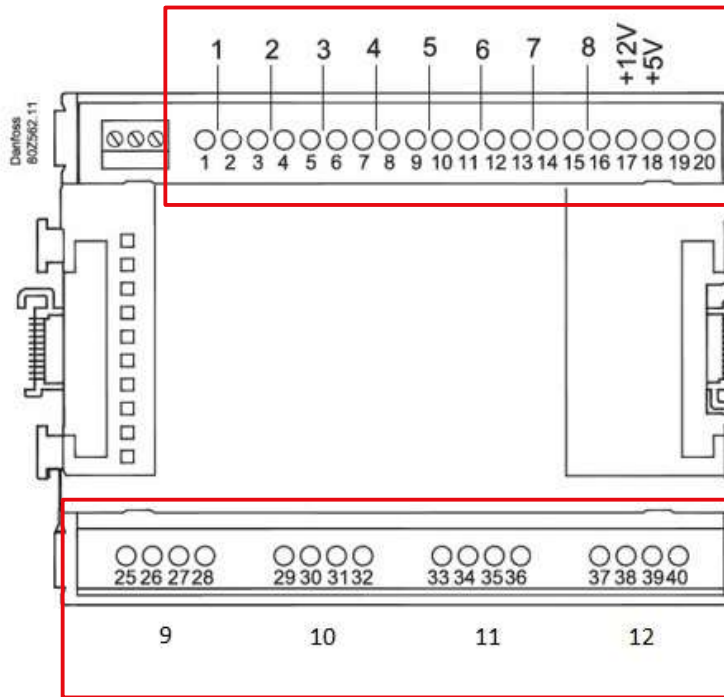 1 2 3 4 5 6 7 8 +12V +5V
Danfoss
80Z562.11
1 2 3 4 5 6 7 8 9 10 11 12 13 14 15 16 17 18 19 20
25 26 27 28 29 30 31 32 33 34 35 36 37 38 39 40
9 10 11 12